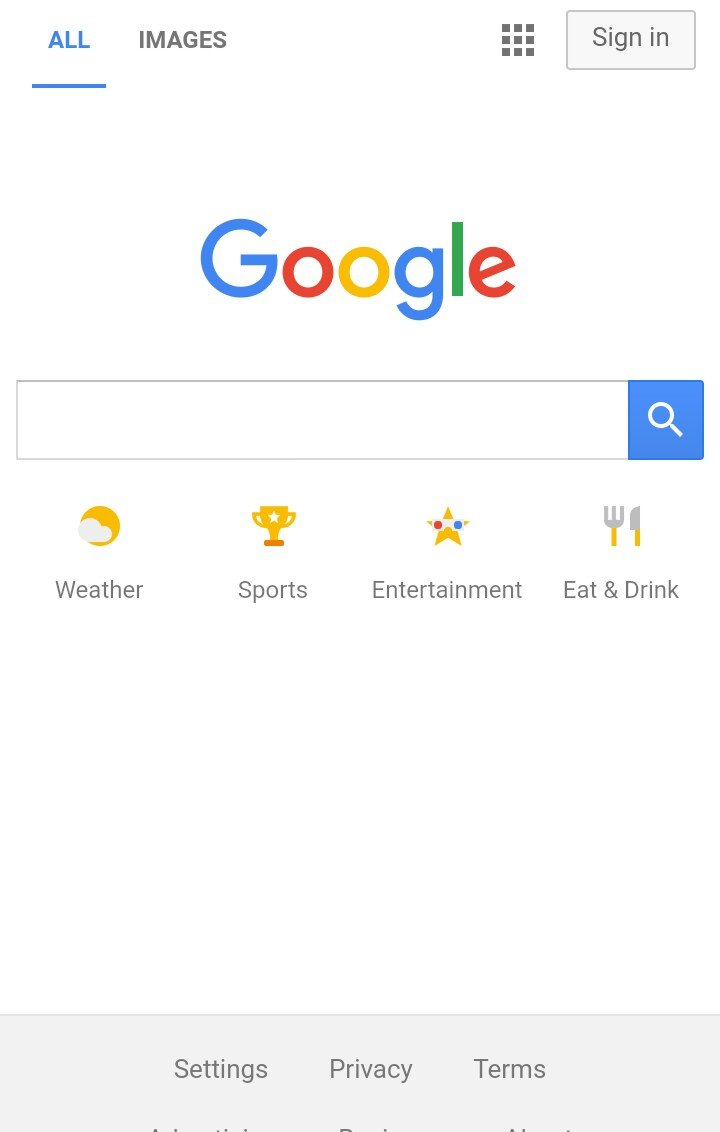 ALL IMAGES Sign in
Google
Weather Sports Entertainment Eat & Drink
Settings Privacy Terms